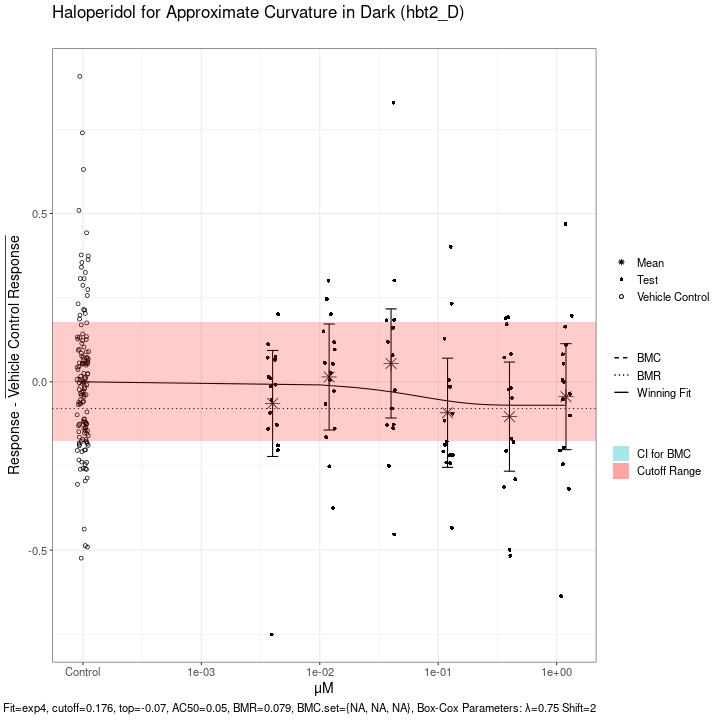 Haloperidol for Approximate Curvature in Dark (hbt2_D)
Response - Vehicle Control Response
0.5
0.0
-0.5
Control
1e-03
1e-02
1e-01
1e+00
μM
Mean
Test
Vehicle Control
BMC
BMR
Winning Fit
CI for BMC
Cutoff Range
Fit=exp4, cutoff=0.176, top=-0.07, AC50=0.05, BMR=0.079, BMC.set={NA, NA, NA}, Box-Cox Parameters: λ=0.75 Shift=2